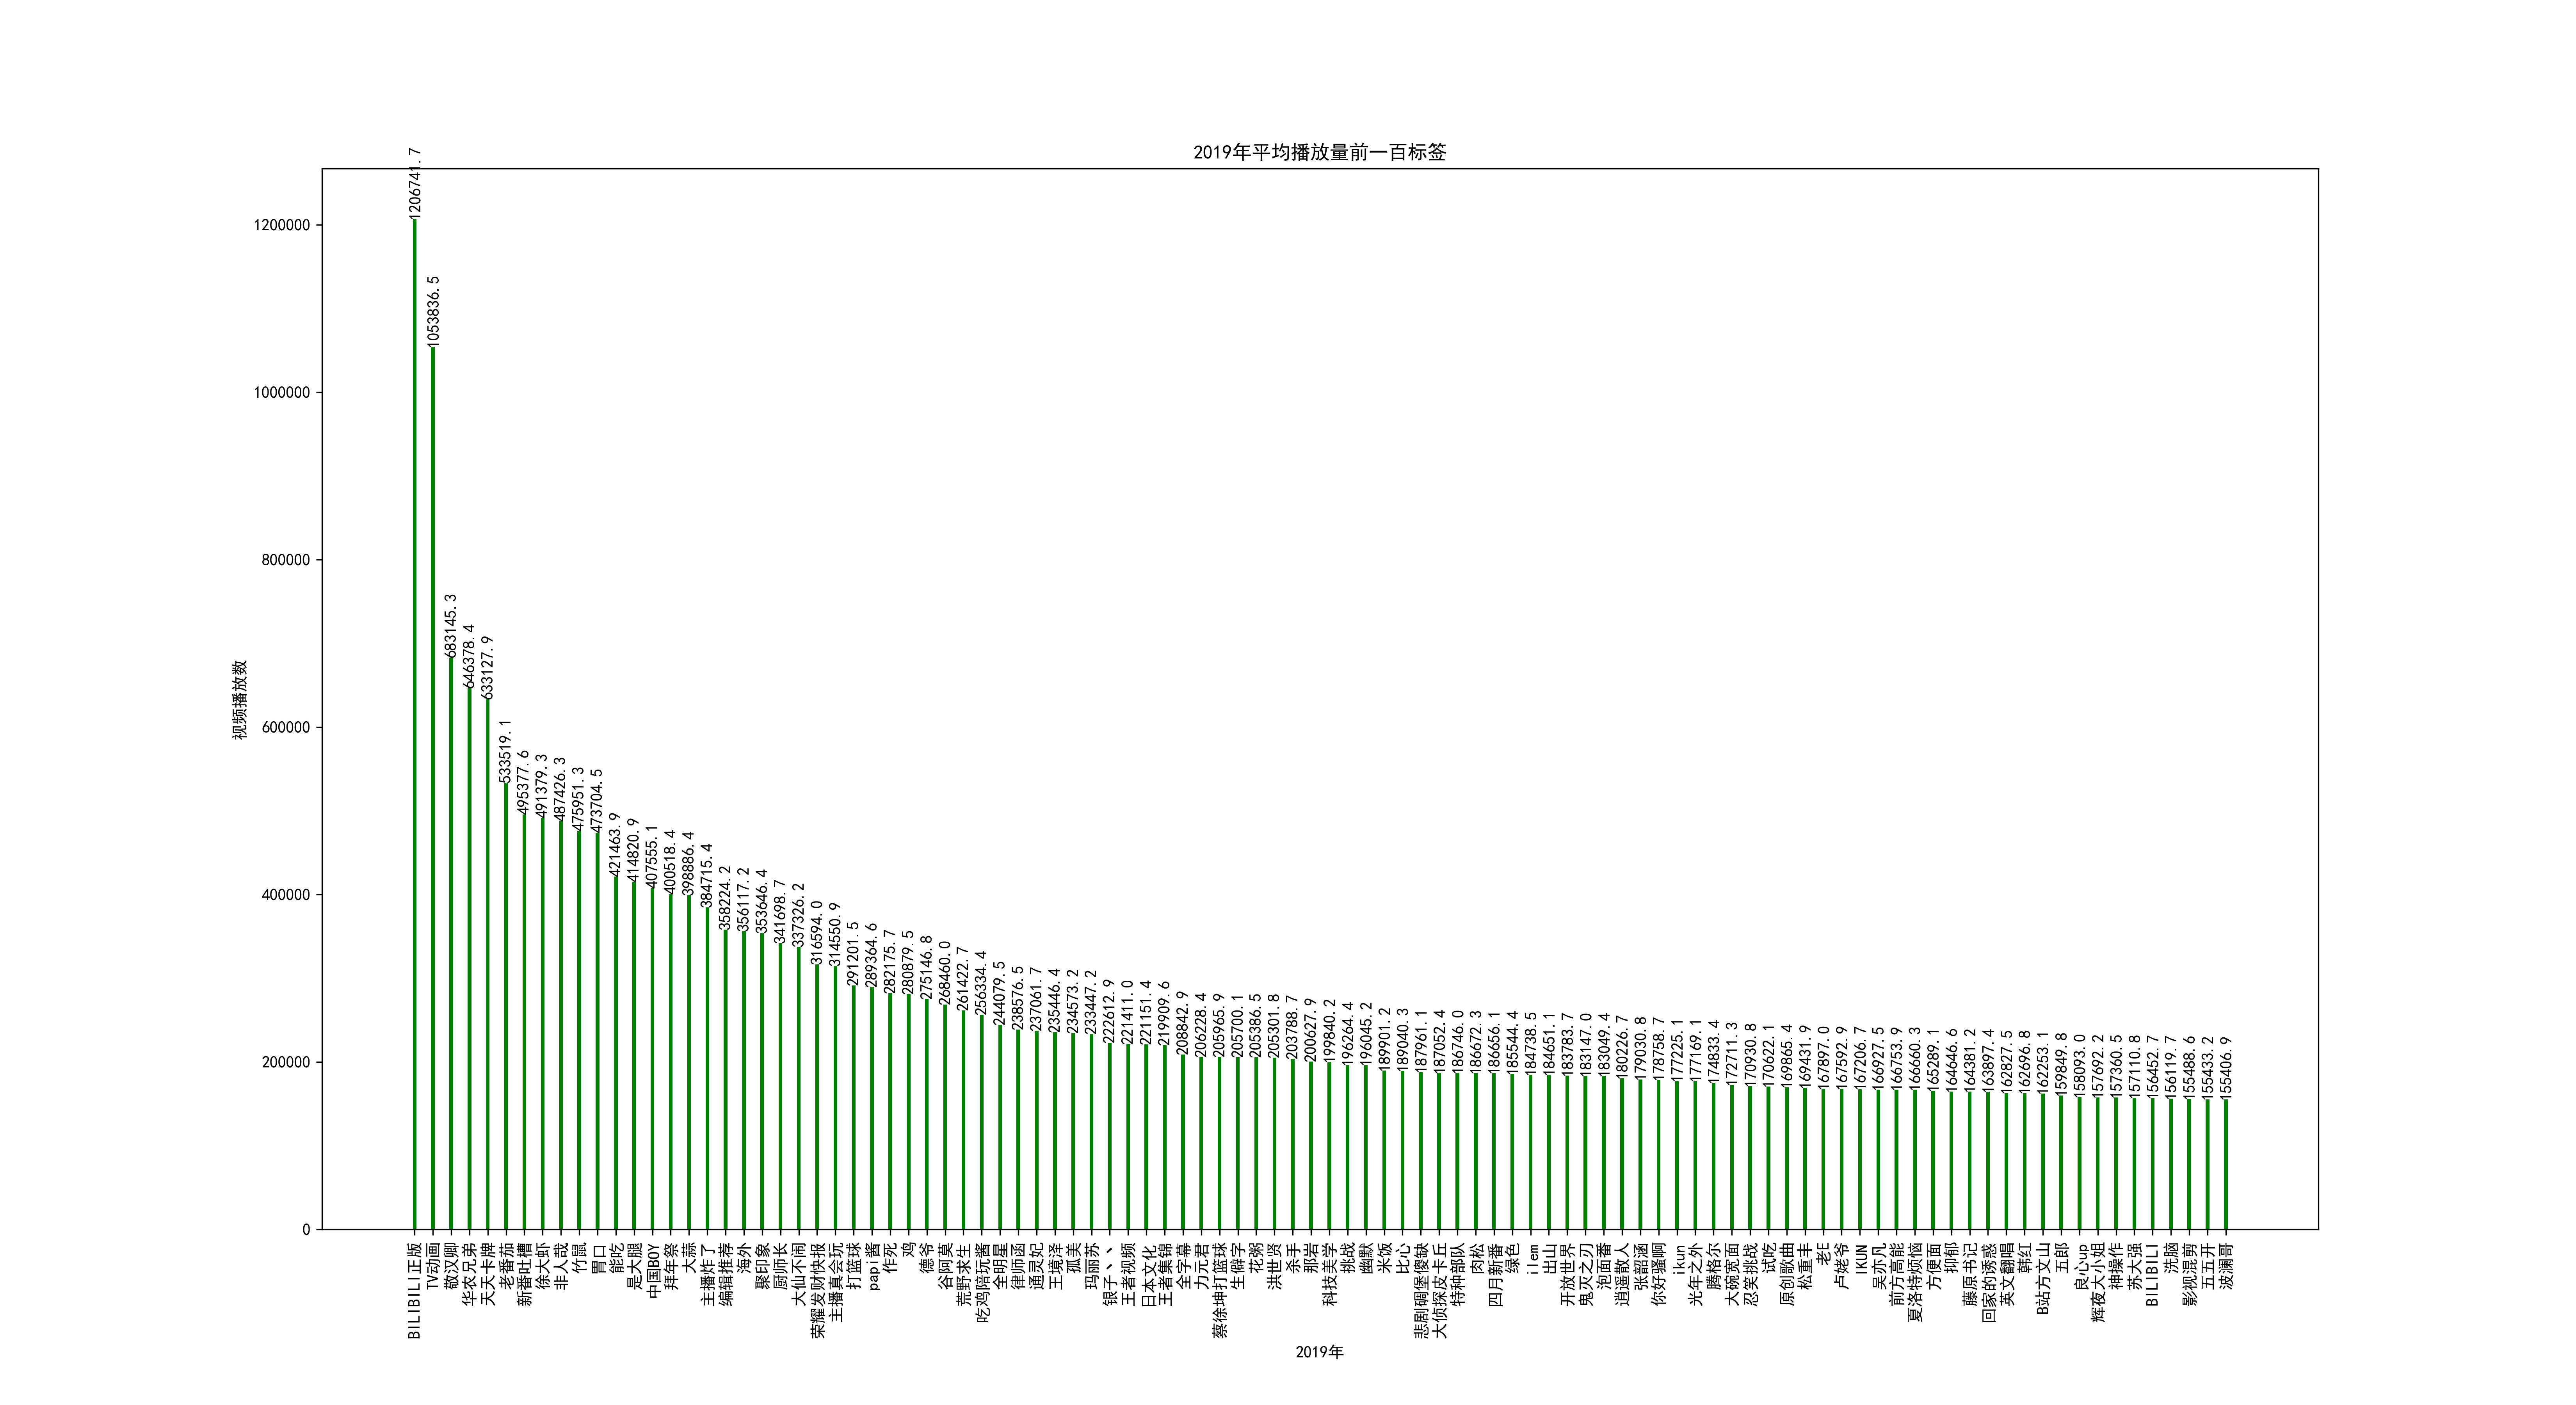 2019年平均播放量前一百标签
视频播放数
1200000
1000000
800000
600000
400000
200000
0
1206741.7
1053836.5
683145.3
646378.4
633127.9
533519.1
495377.6
491379.3
487426.3
475951.3
473704.5
421463.9
414820.9
407555.1
400518.4
398886.4
384715.4
358224.2
356117.2
353646.4
341698.7
337326.2
316594.0
314550.9
291201.5
289364.6
282175.7
280879.5
275146.8
268460.0
261422.7
256334.4
244079.5
238576.5
237061.7
235446.4
234573.2
233447.2
222612.9
221411.0
221151.4
219909.6
208842.9
206228.4
205965.9
205700.1
205386.5
205301.8
203788.7
200627.9
199840.2
196264.4
196045.2
189901.2
189040.3
187961.1
187052.4
186746.0
186672.3
186656.1
185544.4
184738.5
184651.1
183783.7
183147.0
183049.4
180226.7
179030.8
178758.7
177225.1
177169.1
174833.4
172711.3
170930.8
170622.1
169865.4
169431.9
167897.0
167592.9
167206.7
166927.5
166753.9
166660.3
165289.1
164646.6
164381.2
163897.4
162827.5
162696.8
162253.1
159849.8
158093.0
157692.2
157360.5
157110.8
156452.7
156119.7
155488.6
155433.2
155406.9
BILIBILI正版
TV动画
敬汉卿
华农兄弟
天天卡牌
老番茄
新番吐槽
徐大虾
非人哉
竹鼠
胃口
能吃
是大腿
中国BOY
拜年祭
大蒜
主播炸了
编辑推荐
海外
聚印象
厨师长
大仙不闹
荣耀发财快报
主播真会玩
打篮球
papi酱
作死
鸡
德爷
谷阿莫
荒野求生
吃鸡陪玩酱
全明星
律师函
通灵妃
王境泽
孤美
玛丽苏
银子丶丶
王者视频
日本文化
王者集锦
全字幕
力元君
蔡徐坤打篮球
生僻字
花粥
洪世贤
杀手
那岩
科技美学
挑战
幽默
米饭
比心
悲剧碉堡傻缺
大侦探皮卡丘
特种部队
肉松
四月新番
绿色
ilem
出山
开放世界
鬼灭之刃
泡面番
逍遥散人
张韶涵
你好骚啊
ikun
光年之外
腾格尔
大碗宽面
忍笑挑战
试吃
原创歌曲
松重丰
老E
卢姥爷
IKUN
吴亦凡
前方高能
夏洛特烦恼
方便面
抑郁
藤原书记
回家的诱惑
英文翻唱
韩红
B站方文山
五郎
良心up
辉夜大小姐
神操作
苏大强
BILIBILI
洗脑
影视混剪
五五开
波澜哥
2019年